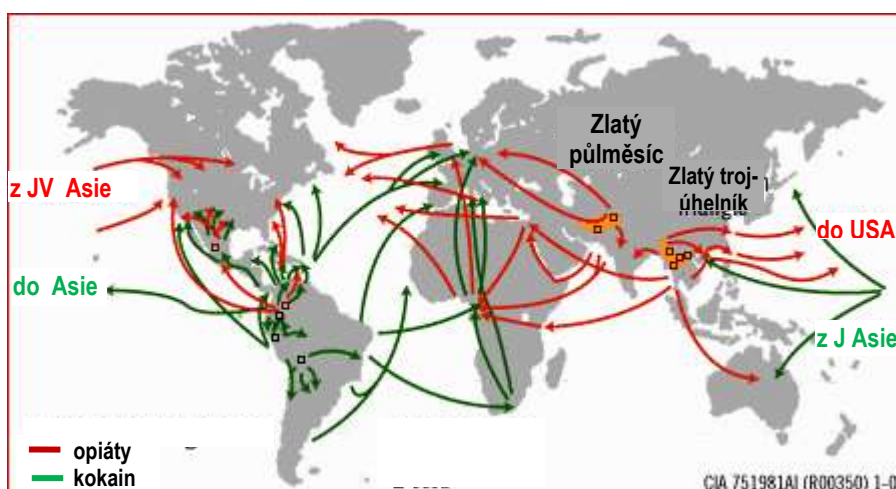 Zlatý
půlměsíc
Zlatý troj-
úhelník
z JV Asie
do USA
do Asie
z J Asie
opiáty
kokain
CIA 751981AI (R00350) 1-0